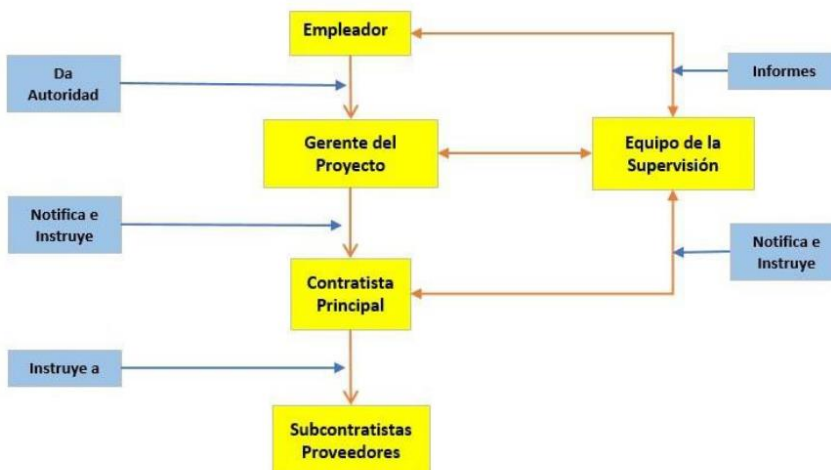 Empleador
Da
Autoridad
Informes
Gerente del
Proyecto
Equipo de la
Supervisión
Notifica e
Instruye
Notifica e
Instruye
Contratista
Principal
Instruye a
Subcontratistas
Proveedores